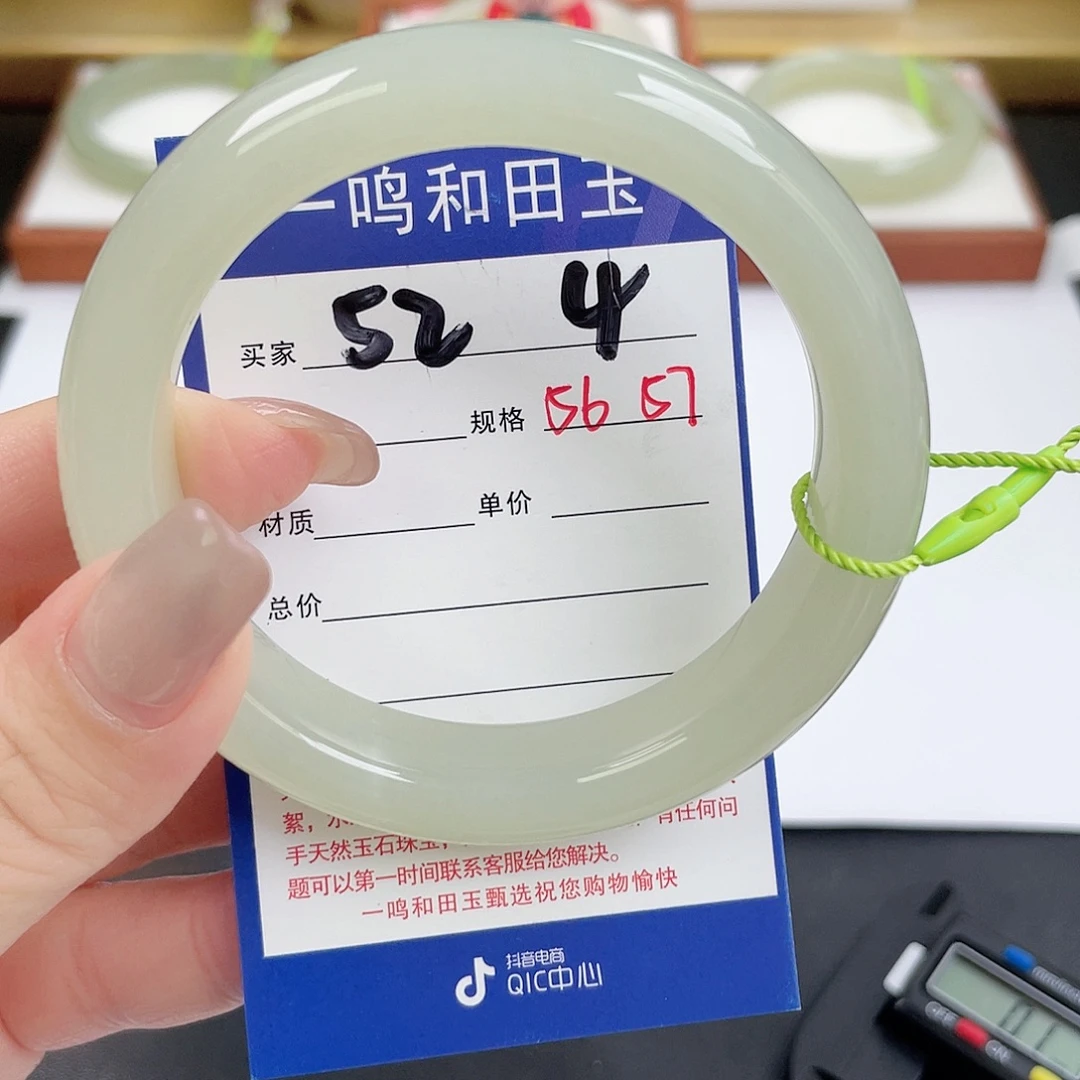 一鸣和田玉
买家 52 4
规格 56 57
材质 单价
总价
絮，水
有任何问
手天然玉石珠宝，
题可以第一时间联系客服给您解决。
一鸣和田玉甄选祝您购物愉快
抖音电商
QIC中心